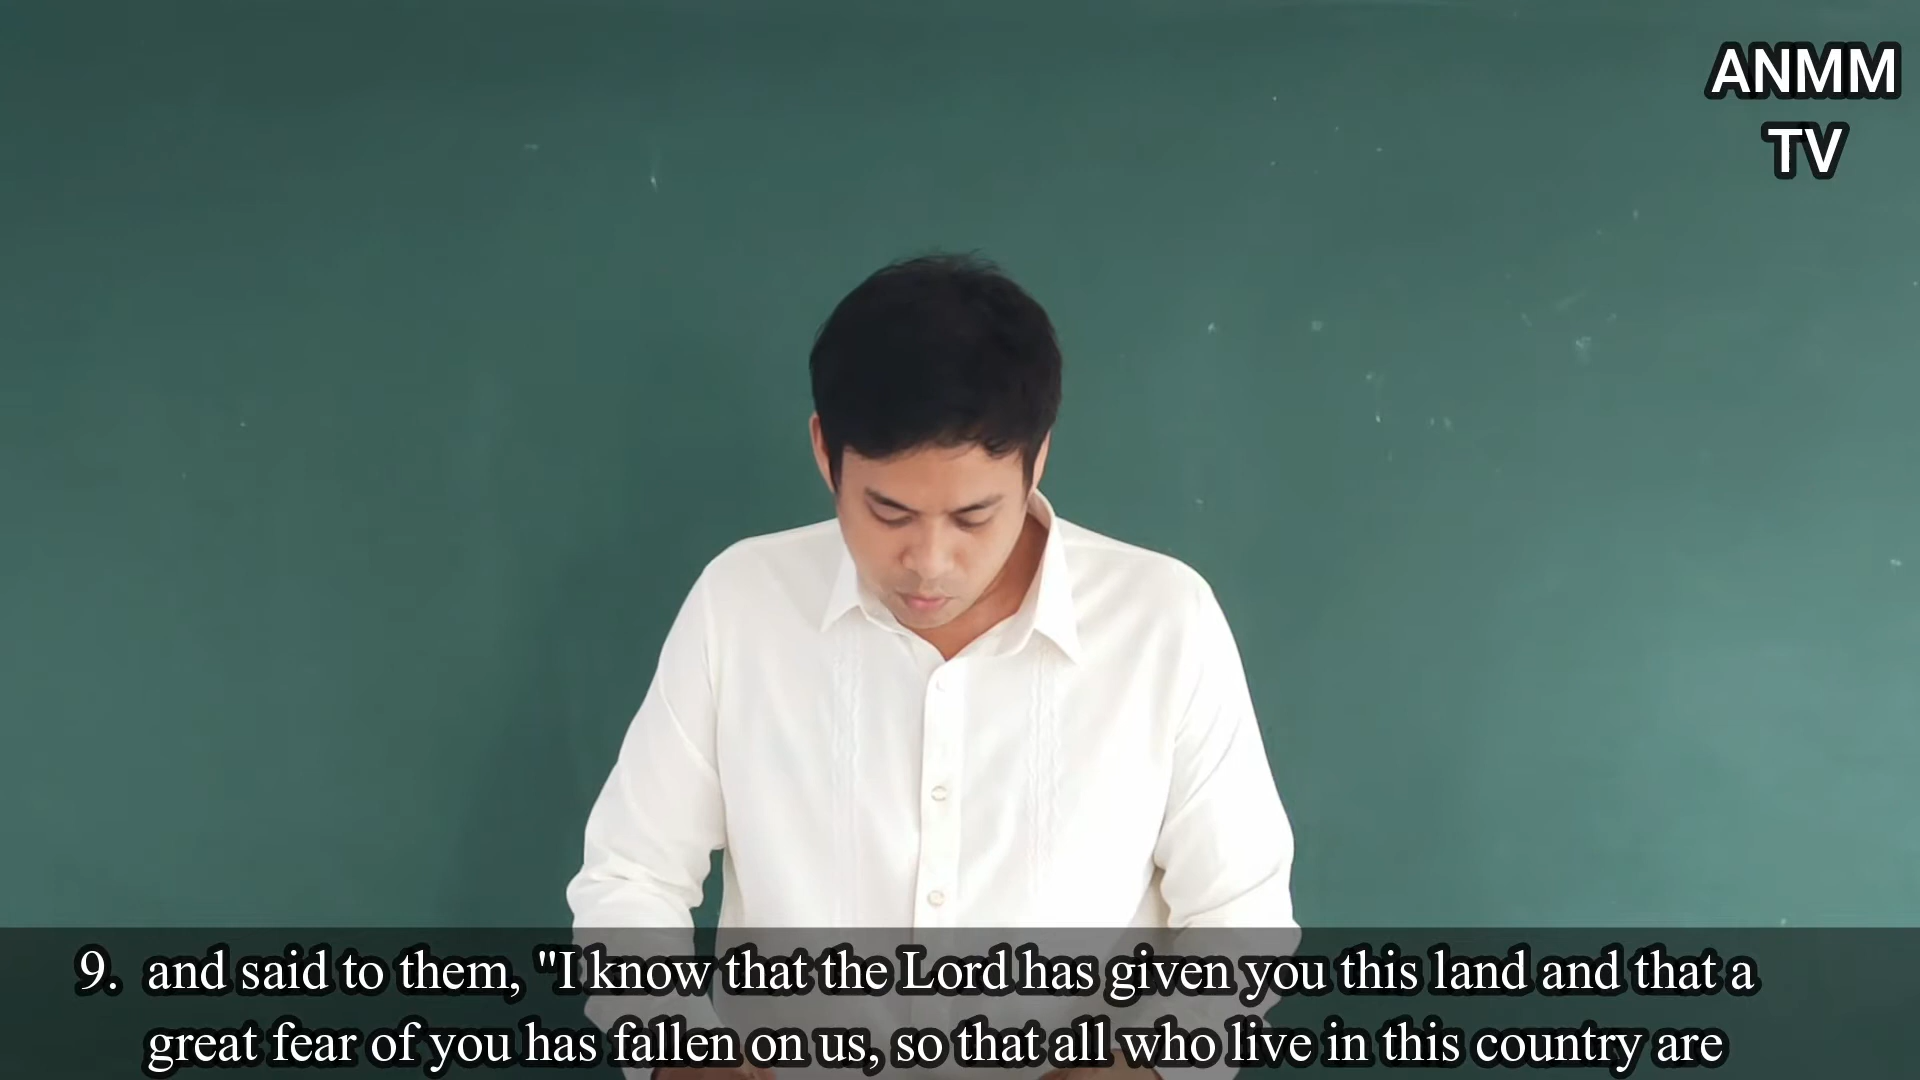 ANMM
TV
9. and said to them, "I know that the Lord has given you this land and that a
great fear of you has fallen on us, so that all who live in this country are